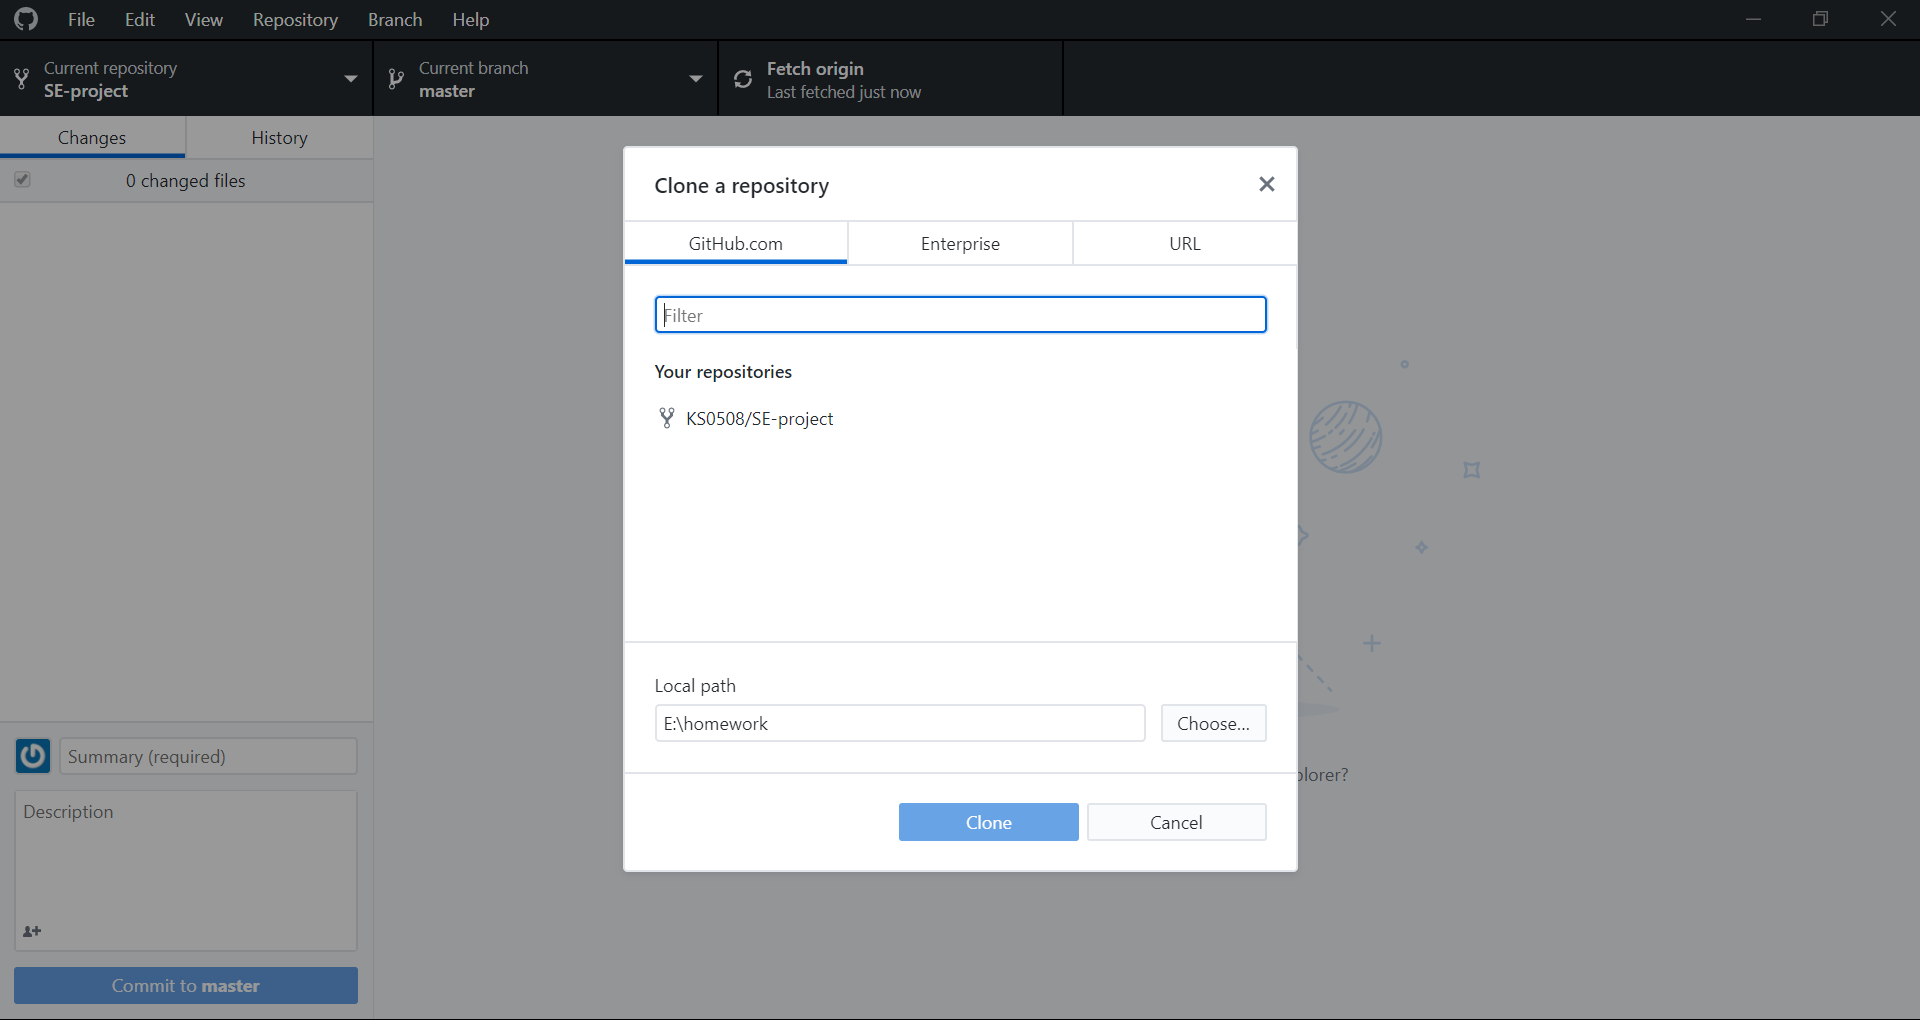 File Edit View Repository Branch Help
Current repository
SE-project
Current branch
master
Fetch origin
Last fetched just now
Changes History
0 changed files
Clone a repository
GitHub.com Enterprise URL
Filter
Your repositories
KS0508/SE-project
Local path
E:\homework Choose...
plorer?
Clone Cancel
Summary (required)
Description
Commit to master